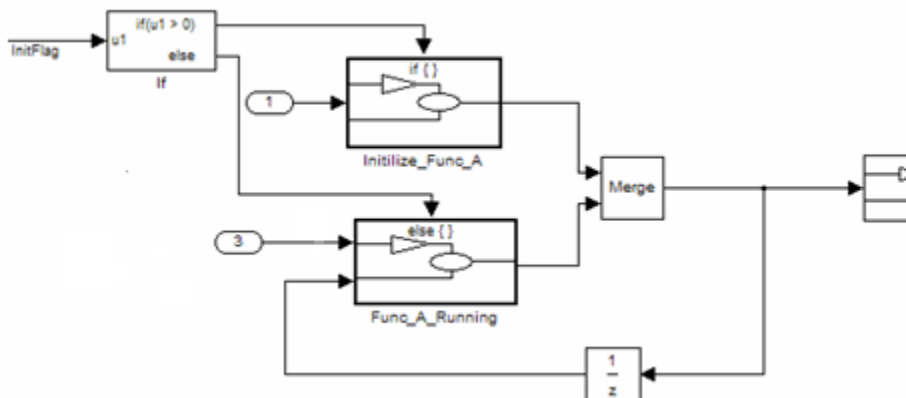 if(u1 > 0)
u1
else
InitFlag
If
if { }
1
Initilize_Func_A
Merge
else { }
3
Func_A_Running
1
z